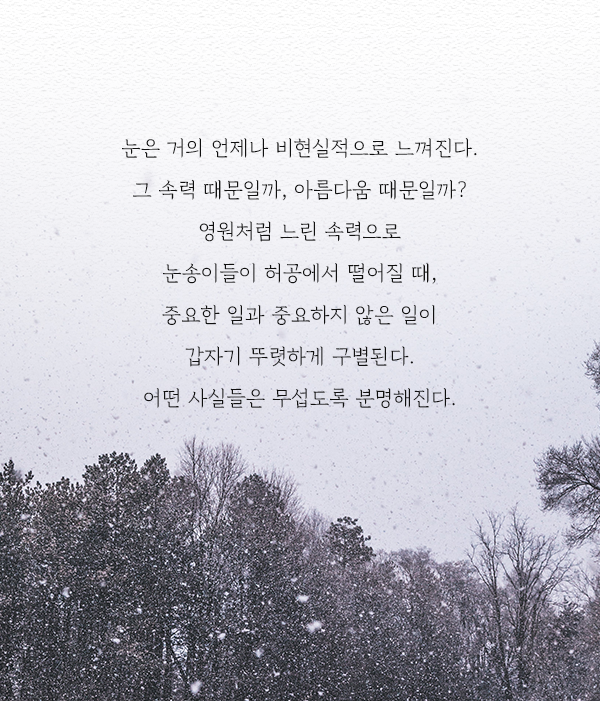 눈은 거의 언제나 비현실적으로 느껴진다.
그 속력 때문일까, 아름다움 때문일까?
영원처럼 느린 속력으로
눈송이들이 허공에서 떨어질 때,
중요한 일과 중요하지 않은 일이
갑자기 뚜렷하게 구별된다.
어떤 사실들은 무섭도록 분명해진다.